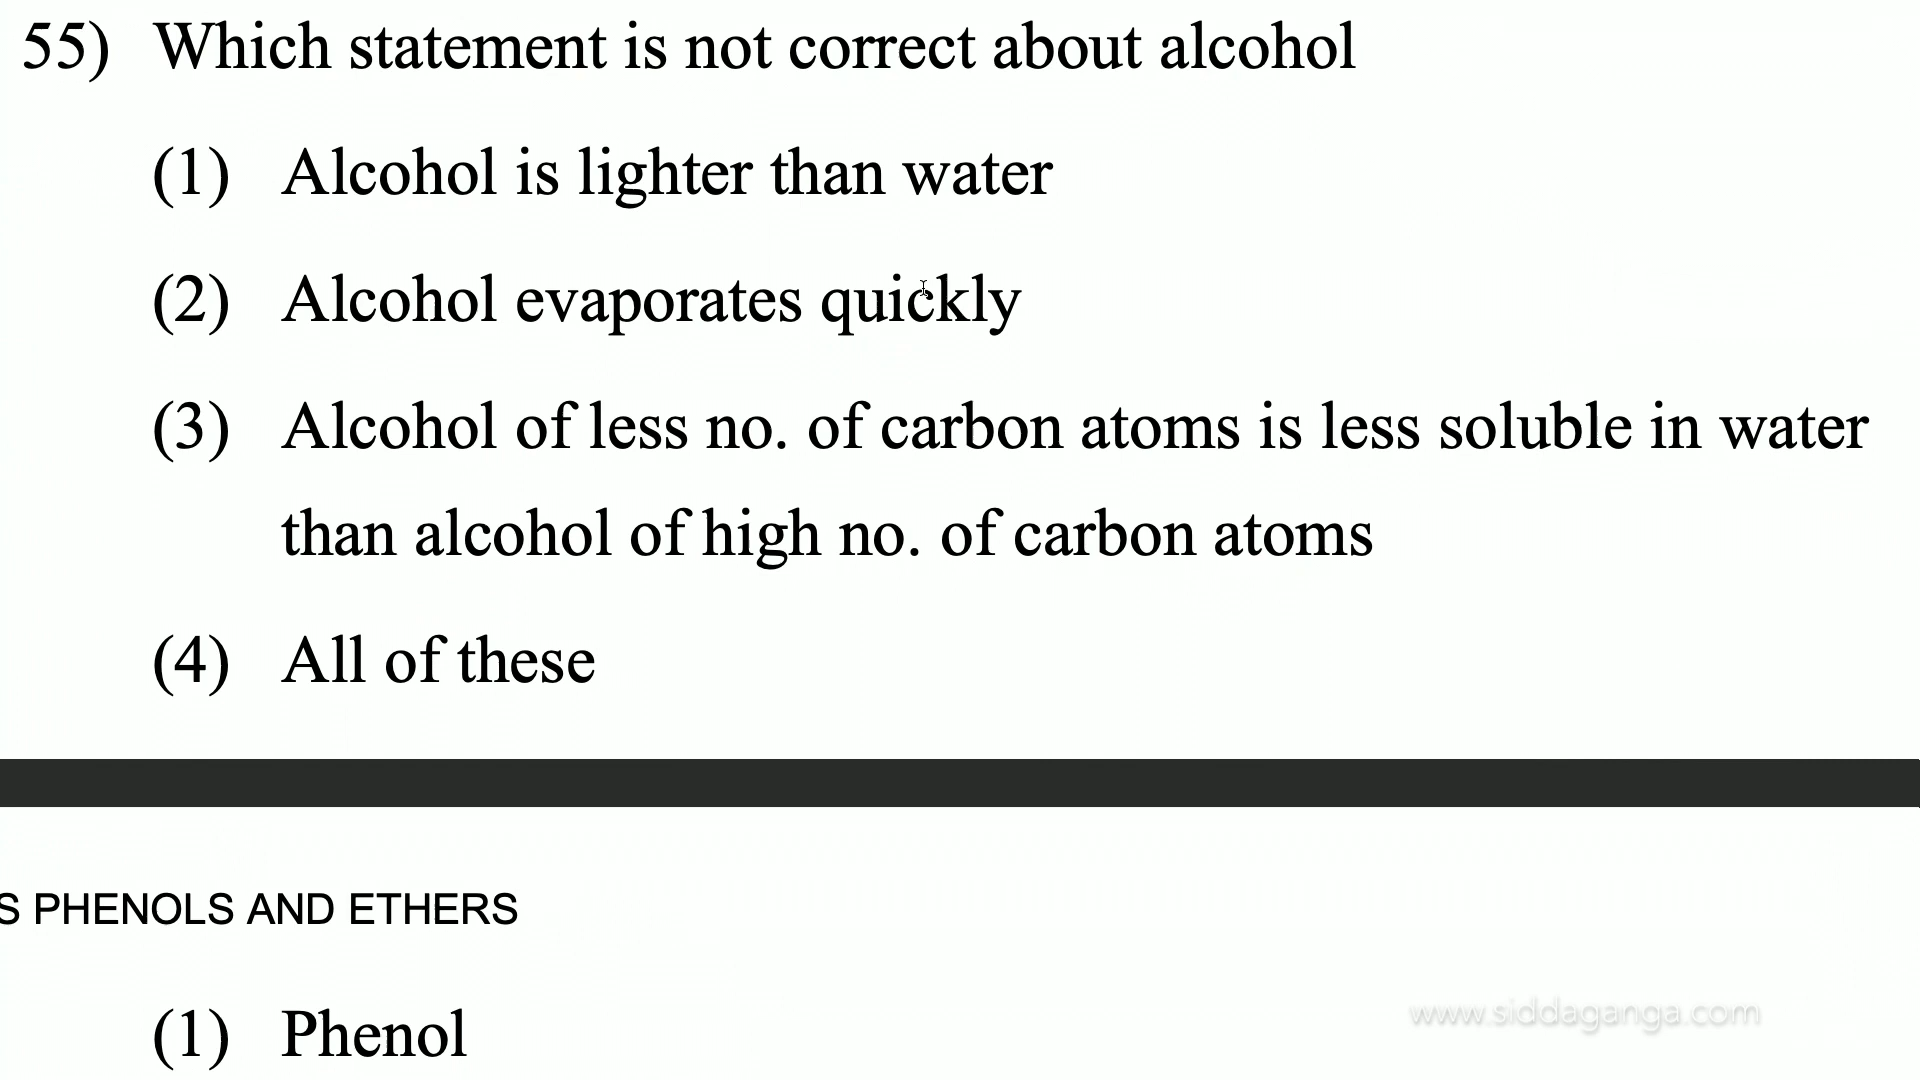 55) Which statement is not correct about alcohol
(1) Alcohol is lighter than water
(2) Alcohol evaporates quickly
(3) Alcohol of less no. of carbon atoms is less soluble in water
than alcohol of high no. of carbon atoms
(4) All of these
S PHENOLS AND ETHERS
(1) Phenol
www.siddaganga.com